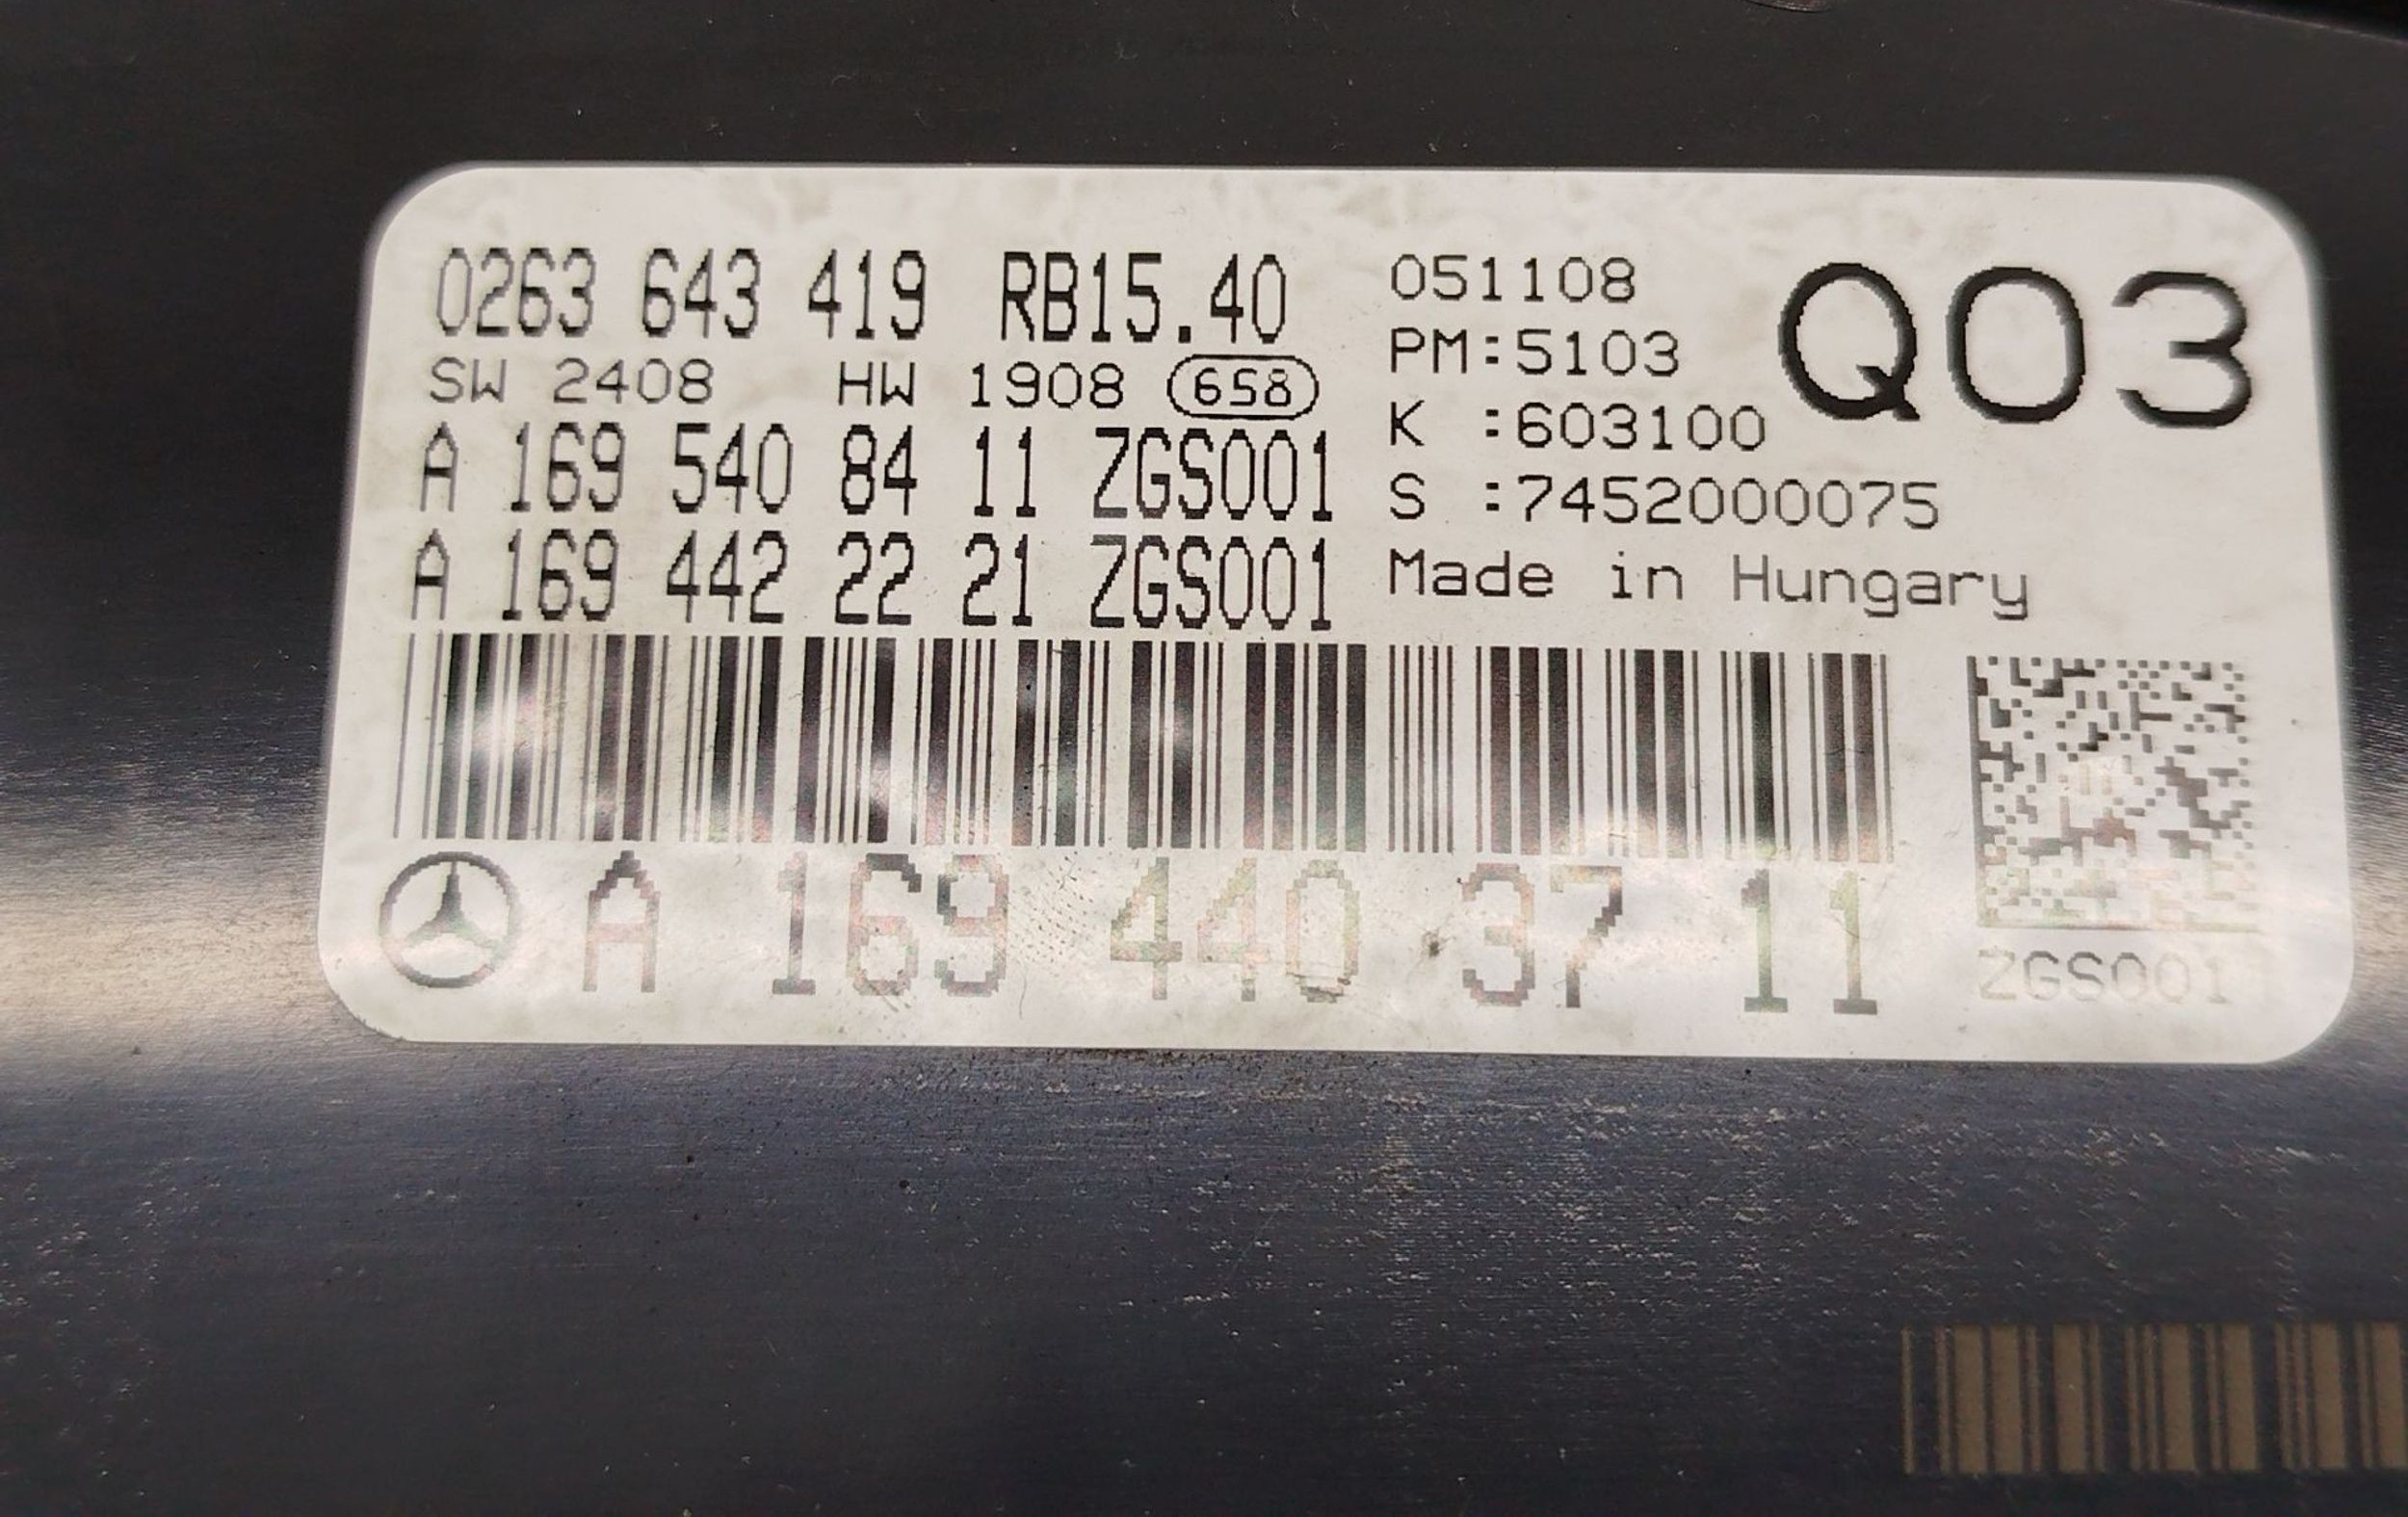 0263 643 419 RB15.40
SW 2408 HW 1908 658
A 169 540 84 11 ZGS001
A 169 442 22 21 ZGS001
051108
PM:5103
K :603100
S :7452000075
Made in Hungary
Q03
A 169 440 37 11
ZGS001